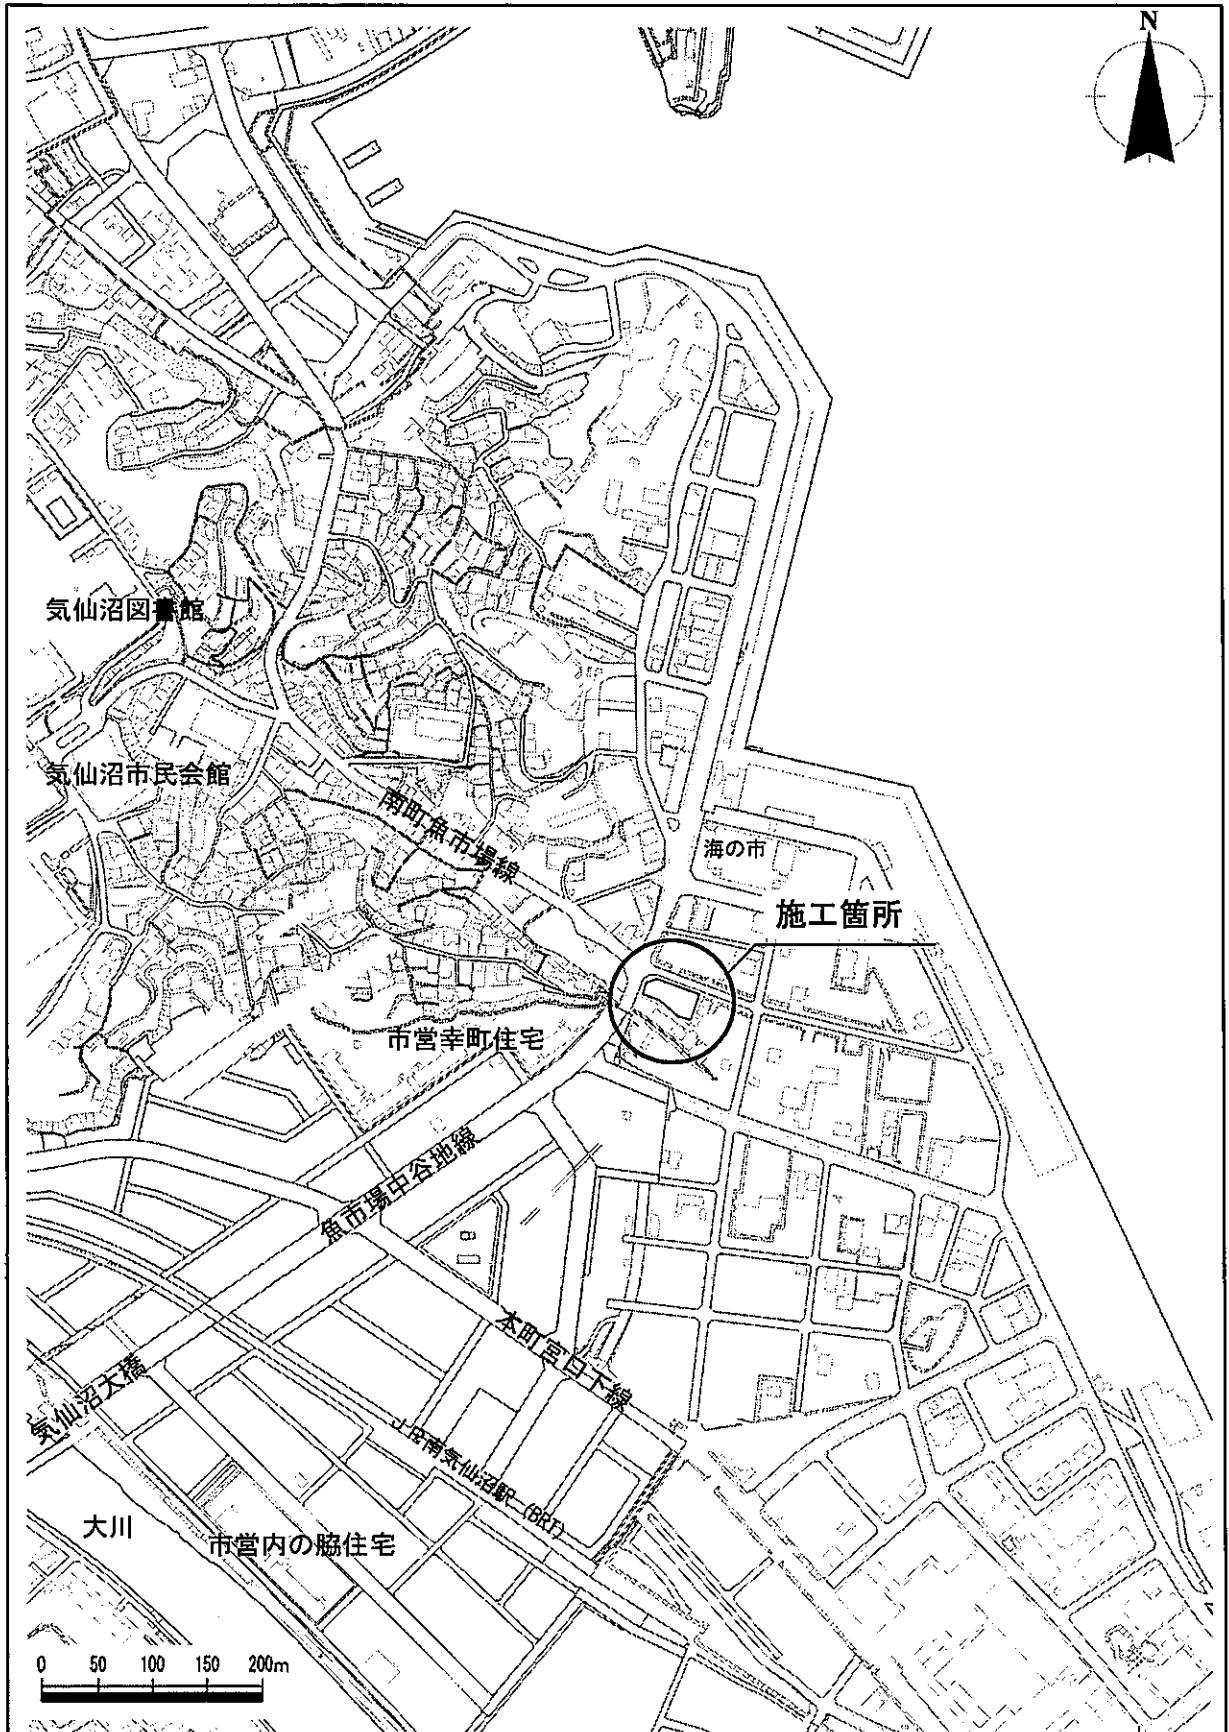 N
気仙沼図書館
気仙沼市民会館
南町魚市場線
海の市
施工箇所
市営幸町住宅
魚市場中谷地線
本町宮口下線
気仙沼大橋
JR南気仙沼駅 (BRT)
大川
市営内の脇住宅
0 50 100 150 200m